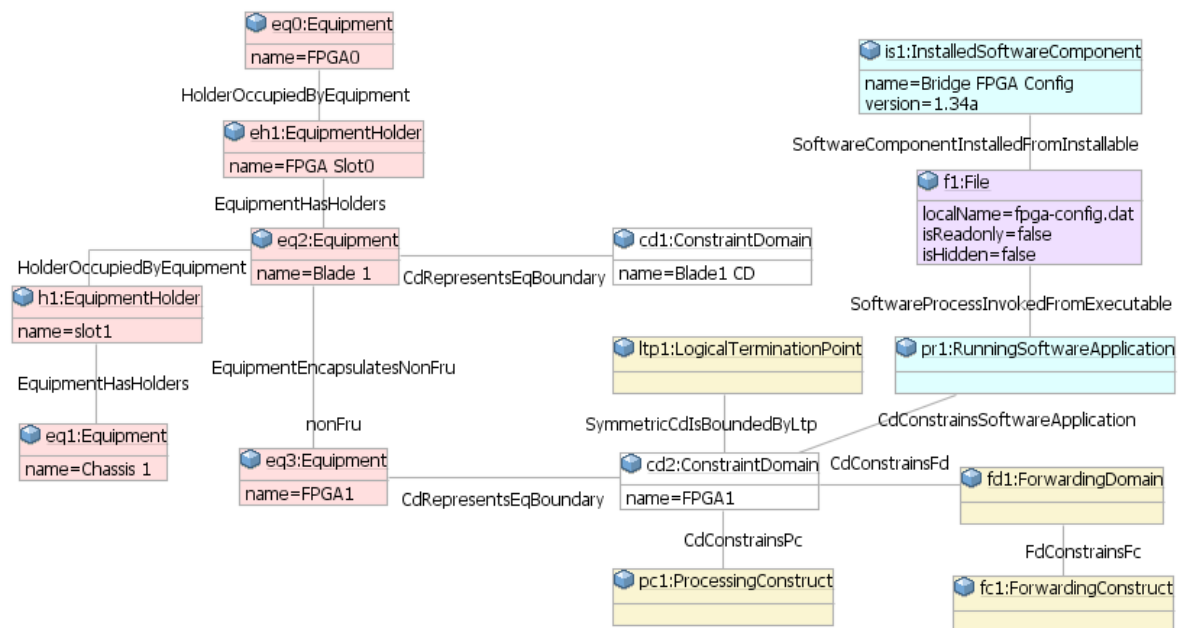 eq0:Equipment
name=FPGA0
is1:InstalledSoftwareComponent
name=Bridge FPGA Config
version=1.34a
HolderOccupiedByEquipment
eh1:EquipmentHolder
name=FPGA Slot0
SoftwareComponentInstalledFromInstallable
f1:File
localName=fpga-config.dat
isReadonly=false
isHidden=false
EquipmentHasHolders
eq2:Equipment
name=Blade 1
cd1:ConstraintDomain
name=Blade1 CD
HolderOccupiedByEquipment
CdRepresentsEqBoundary
h1:EquipmentHolder
name=slot1
SoftwareProcessInvokedFromExecutable
ltp1:LogicalTerminationPoint
pr1:RunningSoftwareApplication
EquipmentEncapsulatesNonFru
EquipmentHasHolders
nonFru
SymmetricCdIsBoundedByLtp
CdConstrainsSoftwareApplication
eq1:Equipment
name=Chassis 1
eq3:Equipment
name=FPGA1
CdRepresentsEqBoundary
cd2:ConstraintDomain
name=FPGA1
CdConstrainsFd
fd1:ForwardingDomain
CdConstrainsPc
FdConstrainsFc
pc1:ProcessingConstruct
fc1:ForwardingConstruct